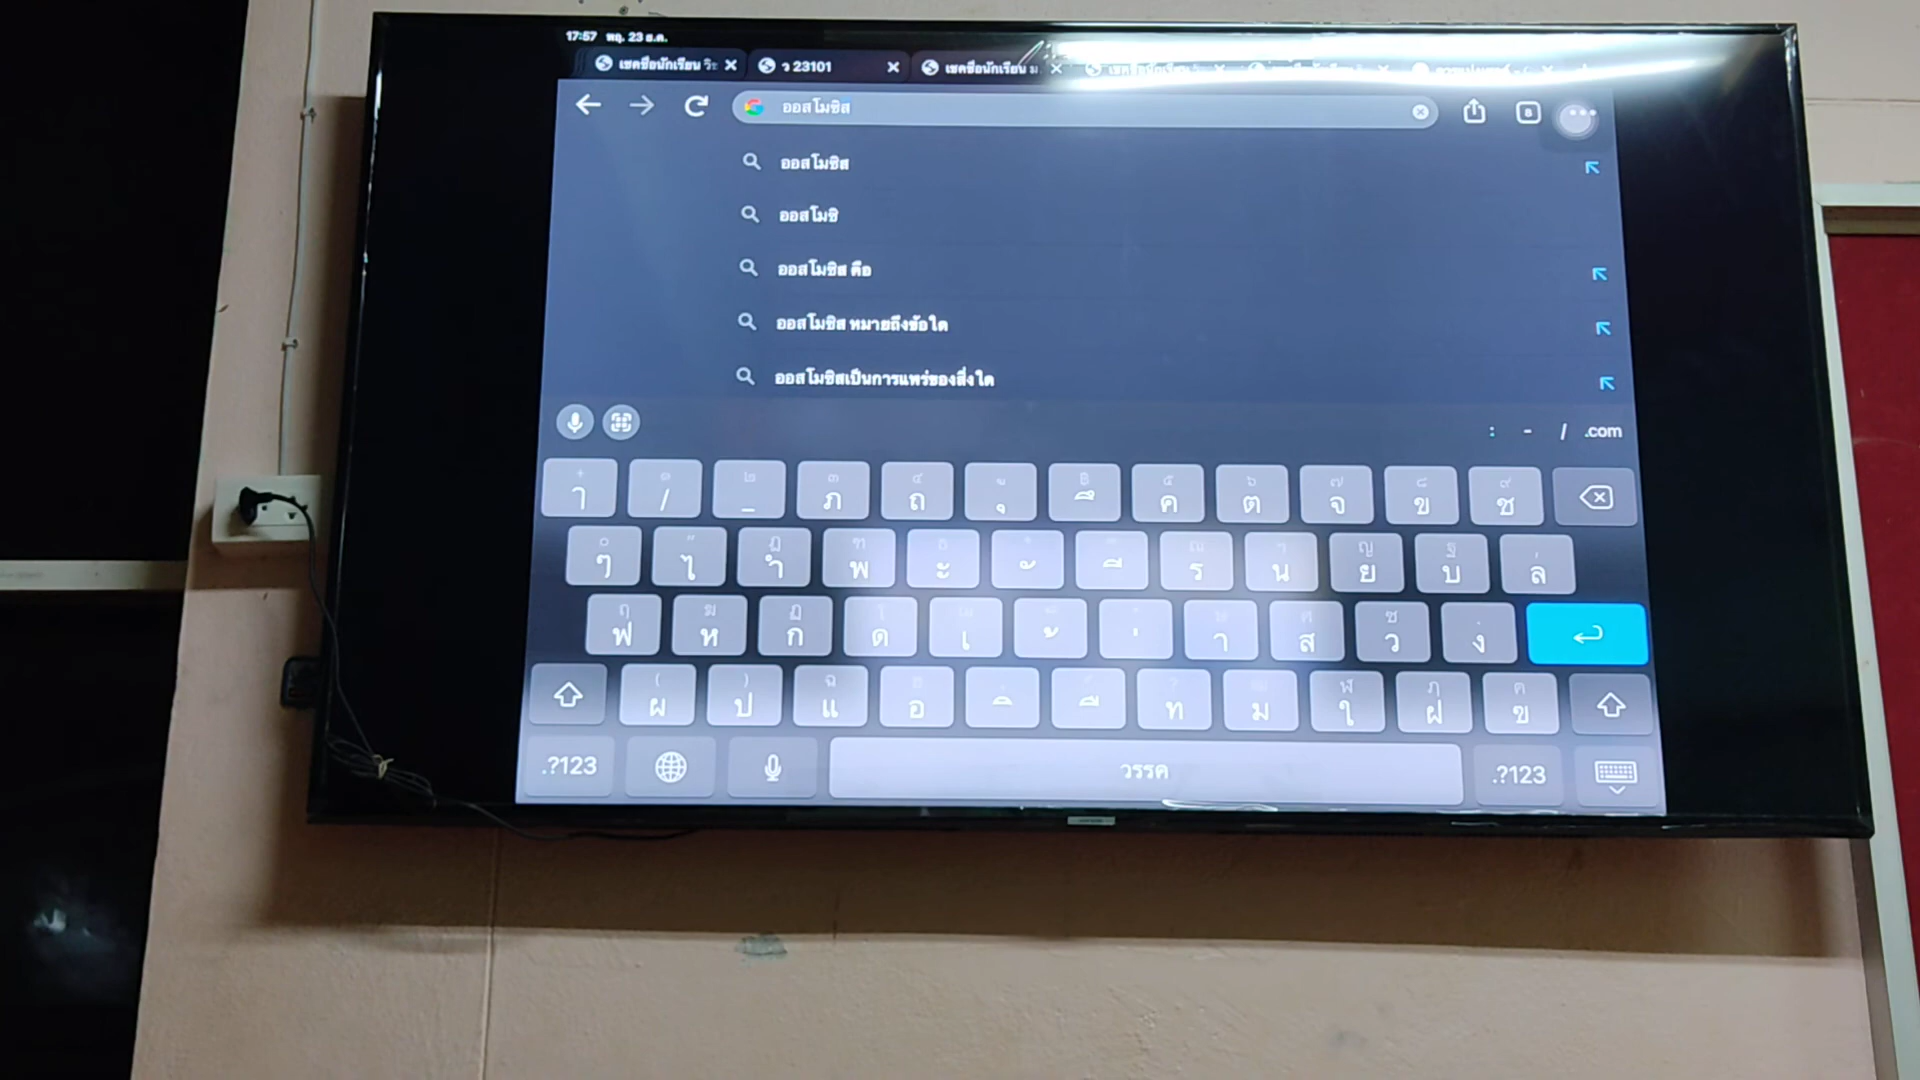 17:57 พฤ. 23 ธ.ค.
เชคชื่อนักเรียน วิ
ว 23101
เชคชื่อนักเรียน ม
ออสโมซิส
8
ออสโมซิส
ออสโมซิ
ออสโมซิส คือ
ออสโมซิส หมายถึงข้อใด
ออสโมซิสเป็นการแพร่ของสิ่งใด
: - / .com
ๅ / _ ภ ถ ุ ึ ค ต จ ข ช
ๆ ไ ำ พ ะ ั ี ร น ย บ ล
ฟ ห ก ด เ ้ ่ า ส ว ง
ผ ป แ อ ิ ื ท ม ใ ฝ ฃ
.?123 วรรค .?123